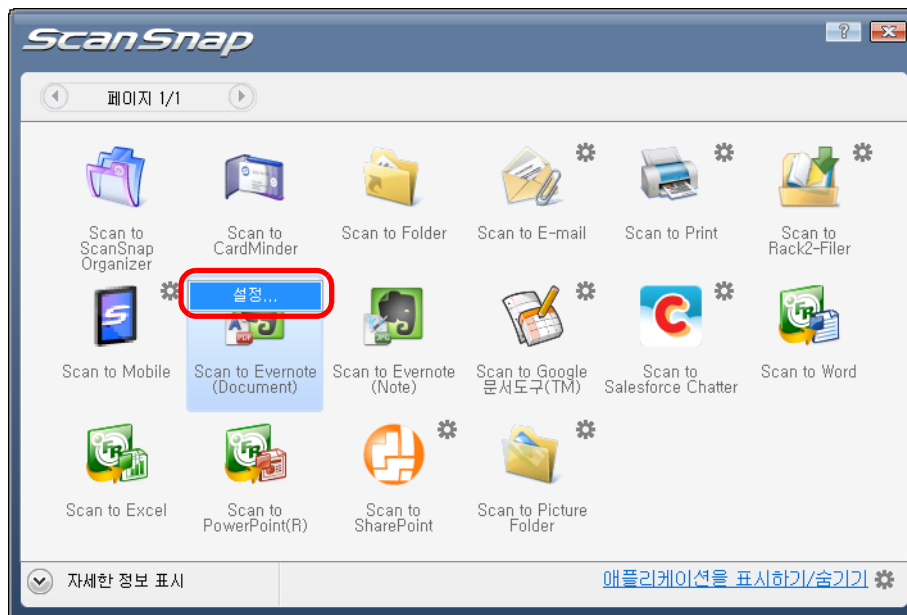 ScanSnap
페이지 1/1
Scan to
ScanSnap
Organizer
Scan to
CardMinder
Scan to Folder
Scan to E-mail
Scan to Print
Scan to
Rack2-Filer
설정...
Scan to Mobile
A
PDF
Scan to Evernote
(Document)
JPG
Scan to Evernote
(Note)
Scan to Google
문서도구(TM)
Scan to
Salesforce Chatter
Scan to Word
Scan to Excel
Scan to
PowerPoint(R)
Scan to
SharePoint
Scan to Picture
Folder
자세한 정보 표시
애플리케이션을 표시하기/숨기기